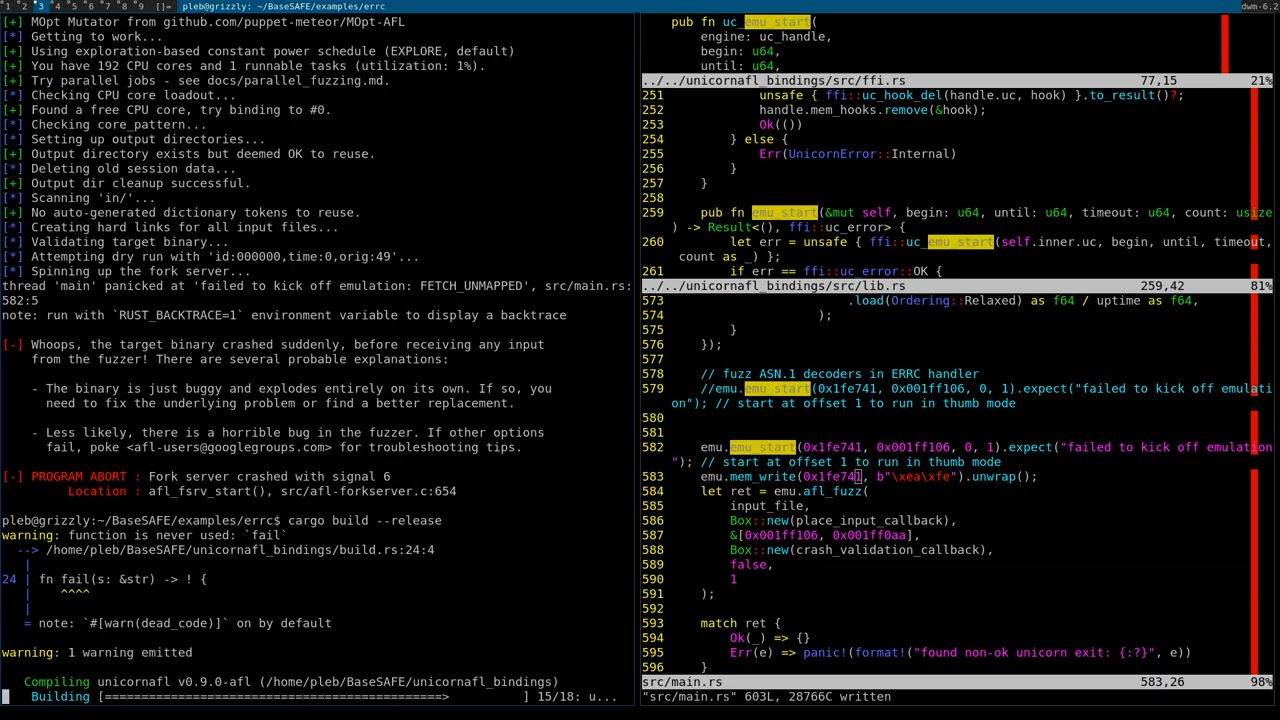 1 2 3 4 5 6 7 8 9 []= pleb@grizzly: ~/BaseSAFE/examples/errc dwm-6.2
[+] MOpt Mutator from github.com/puppet-meteor/MOpt-AFL
[*] Getting to work...
[+] Using exploration-based constant power schedule (EXPLORE, default)
[+] You have 192 CPU cores and 1 runnable tasks (utilization: 1%).
[+] Try parallel jobs - see docs/parallel_fuzzing.md.
[*] Checking CPU core loadout...
[+] Found a free CPU core, try binding to #0.
[*] Checking core_pattern...
[*] Setting up output directories...
[+] Output directory exists but deemed OK to reuse.
[*] Deleting old session data...
[+] Output dir cleanup successful.
[*] Scanning 'in/'...
[+] No auto-generated dictionary tokens to reuse.
[*] Creating hard links for all input files...
[*] Validating target binary...
[*] Attempting dry run with 'id:000000,time:0,orig:49'...
[*] Spinning up the fork server...
thread 'main' panicked at 'failed to kick off emulation: FETCH_UNMAPPED', src/main.rs:
582:5
note: run with `RUST_BACKTRACE=1` environment variable to display a backtrace
[-] Whoops, the target binary crashed suddenly, before receiving any input
    from the fuzzer! There are several probable explanations:
    - The binary is just buggy and explodes entirely on its own. If so, you
      need to fix the underlying problem or find a better replacement.
    - Less likely, there is a horrible bug in the fuzzer. If other options
      fail, poke <afl-users@googlegroups.com> for troubleshooting tips.
[-] PROGRAM ABORT : Fork server crashed with signal 6
         Location : afl_fsrv_start(), src/afl-forkserver.c:654
pleb@grizzly:~/BaseSAFE/examples/errc$ cargo build --release
warning: function is never used: `fail`
  --> /home/pleb/BaseSAFE/unicornafl_bindings/build.rs:24:4
   |
24 | fn fail(s: &str) -> ! {
   |    ^^^^
   |
   = note: `#[warn(dead_code)]` on by default
warning: 1 warning emitted
   Compiling unicornafl v0.9.0-afl (/home/pleb/BaseSAFE/unicornafl_bindings)
    Building [=============================================>          ] 15/18: u...
    pub fn uc_emu_start(
        engine: uc_handle,
        begin: u64,
        until: u64,
../../unicornafl_bindings/src/ffi.rs 77,15 21%
251             unsafe { ffi::uc_hook_del(handle.uc, hook) }.to_result()?;
252             handle.mem_hooks.remove(&hook);
253             Ok(())
254         } else {
255             Err(UnicornError::Internal)
256         }
257     }
258
259     pub fn emu_start(&mut self, begin: u64, until: u64, timeout: u64, count: usize
) -> Result<(), ffi::uc_error> {
260         let err = unsafe { ffi::uc_emu_start(self.inner.uc, begin, until, timeout,
 count as _) };
261         if err == ffi::uc_error::OK {
../../unicornafl_bindings/src/lib.rs 259,42 81%
573                         .load(Ordering::Relaxed) as f64 / uptime as f64,
574                     );
575         }
576     });
577
578     // fuzz ASN.1 decoders in ERRC handler
579     //emu.emu_start(0x1fe741, 0x001ff106, 0, 1).expect("failed to kick off emulati
on"); // start at offset 1 to run in thumb mode
580
581
582     emu.emu_start(0x1fe741, 0x001ff106, 0, 1).expect("failed to kick off emulation
"); // start at offset 1 to run in thumb mode
583     emu.mem_write(0x1fe741, b"\xea\xfe").unwrap();
584     let ret = emu.afl_fuzz(
585         input_file,
586         Box::new(place_input_callback),
587         &[0x001ff106, 0x001ff0aa],
588         Box::new(crash_validation_callback),
589         false,
590         1
591     );
592
593     match ret {
594         Ok(_) => {}
595         Err(e) => panic!(format!("found non-ok unicorn exit: {:?}", e))
596     }
src/main.rs 583,26 98%
"src/main.rs" 603L, 28766C written